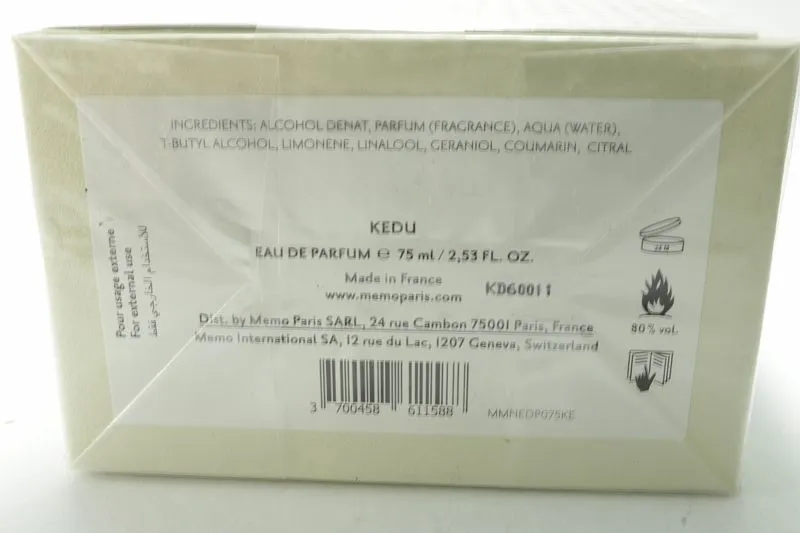 INGREDIENTS: ALCOHOL DENAT, PARFUM (FRAGRANCE), AQUA (WATER),
T-BUTYL ALCOHOL, LIMONENE, LINALOOL, GERANIOL, COUMARIN, CITRAL
KEDU
EAU DE PARFUM ℮ 75 ml / 2,53 FL. OZ.
Made in France
www.memoparis.com
KD60011
Dist. by Memo Paris SARL, 24 rue Cambon 75001 Paris, France
Memo International SA, 12 rue du Lac, 1207 Geneva, Switzerland
3 700458 611588
MMNEDP075KE
Pour usage externe
For external use
للاستخدام الخارجي فقط
80% vol.